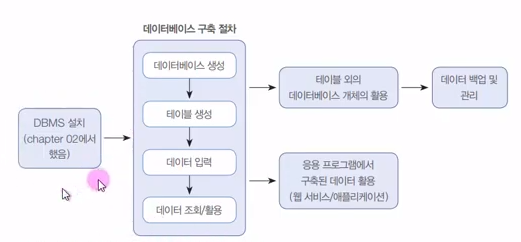 데이터베이스 구축 절차
데이터베이스 생성
테이블 생성
데이터 입력
데이터 조회/활용
DBMS 설치
(chapter 02에서
했음)
테이블 외의
데이터베이스 개체의 활용
데이터 백업 및
관리
응용 프로그램에서
구축된 데이터 활용
(웹 서비스/애플리케이션)